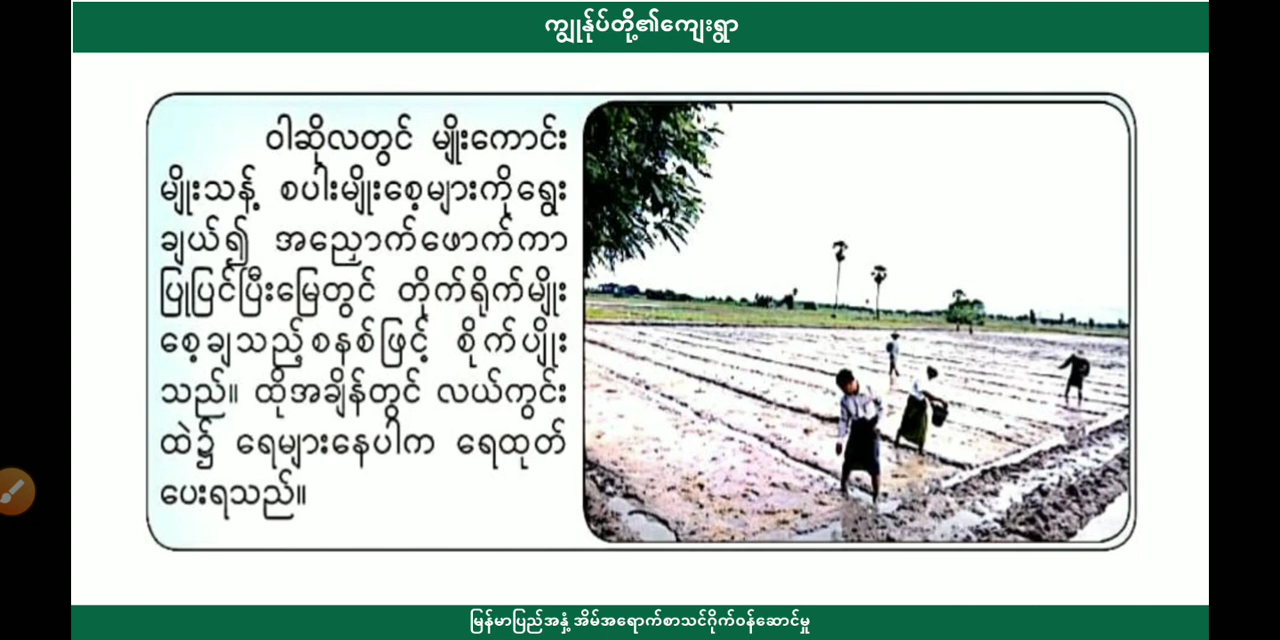 ကျွန်ုပ်တို့၏ကျေးရွာ
ဝါဆိုလတွင် မျိုးကောင်း
မျိုးသန့် စပါးမျိုးစေ့များကိုရွေး
ချယ်၍ အညှောက်ဖောက်ကာ
ပြုပြင်ပြီးမြေတွင် တိုက်ရိုက်မျိုး
စေ့ချသည့်စနစ်ဖြင့် စိုက်ပျိုး
သည်။ ထိုအချိန်တွင် လယ်ကွင်း
ထဲ၌ ရေများနေပါက ရေထုတ်
ပေးရသည်။
မြန်မာပြည်အနှံ့ အိမ်အရောက်စာသင်ဂိုက်ဝန်ဆောင်မှု